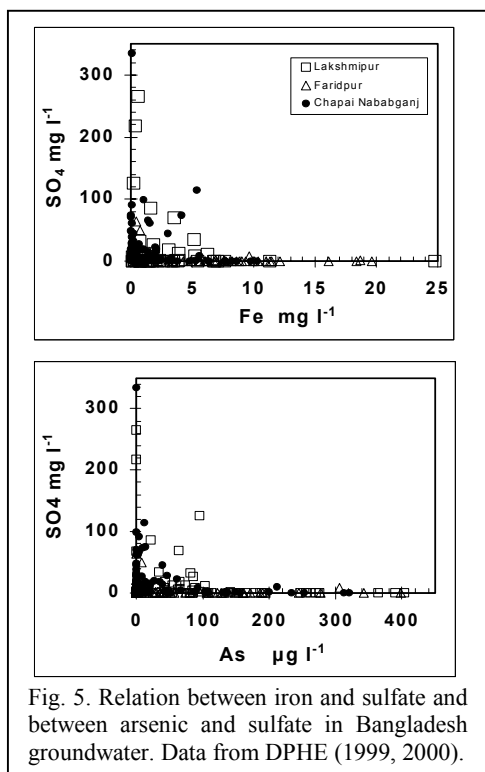 300
200
100
0
SO₄ mg l⁻¹
Lakshmipur
Faridpur
Chapai Nababganj
0 5 10 15 20 25
Fe mg l⁻¹
300
200
100
0
SO4 mg l⁻¹
0 100 200 300 400
As µg l⁻¹
Fig. 5. Relation between iron and sulfate and
between arsenic and sulfate in Bangladesh
groundwater. Data from DPHE (1999, 2000).